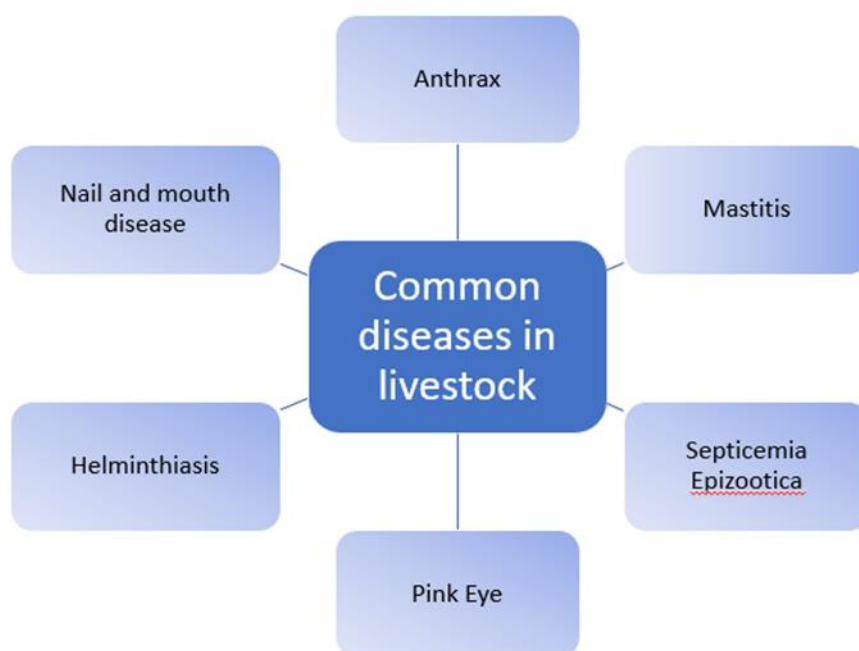 Anthrax
Nail and mouth
disease
Mastitis
Common
diseases in
livestock
Helminthiasis
Septicemia
Epizootica
Pink Eye